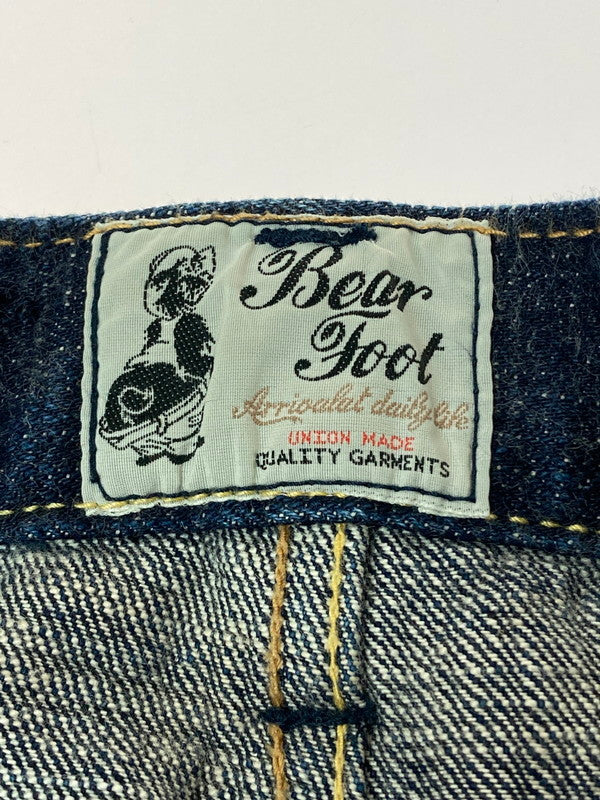 Bear
Foot
Arrivalat dailylife
UNION MADE
QUALITY GARMENTS